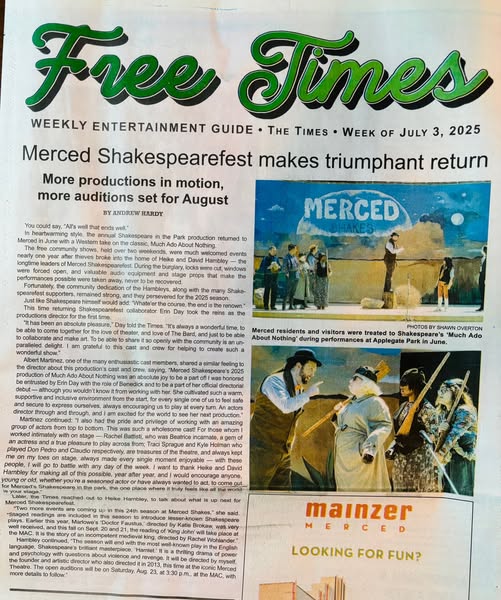 Free Times
WEEKLY ENTERTAINMENT GUIDE • THE TIMES • WEEK OF JULY 3, 2025
Merced Shakespearefest makes triumphant return
More productions in motion,
more auditions set for August
BY ANDREW HARDY
You could say, "All's well that ends well."
In heartwarming style, the annual Shakespeare in the Park production returned to
Merced in June with a Western take on the classic, Much Ado About Nothing.
The free community shows, held over two weekends, were much welcomed events
nearly one year after thieves broke into the home of Heike and David Hambley — the
longtime leaders of Merced Shakespearefest. During the burglary, locks were cut, windows
were forced open, and valuable audio equipment and stage props that make the
performances possible were taken away, never to be recovered.
Fortunately, the community dedication of the Hambleys, along with the many Shake-
spearefest supporters, remained strong, and they persevered for the 2025 season.
Just like Shakespeare himself would add: "Whate'er the course, the end is the renown."
This time returning Shakespearefest collaborator Erin Day took the reins as the
productions director for the first time.
"It has been an absolute pleasure," Day told the Times. "It's always a wonderful time, to
be able to come together for the love of theater, and love of The Bard, and just to be able
to collaborate and make art. To be able to share it so openly with the community is an un-
paralleled delight. I am grateful to this cast and crew for helping to create such a
wonderful show."
Albert Martinez, one of the many enthusiastic cast members, shared a similar feeling to
the director about this production's cast and crew, saying, "Merced Shakespeare's 2025
production of Much Ado About Nothing was an absolute joy to be a part of! I was honored
be entrusted by Erin Day with the role of Benedick and to be a part of her official directorial
debut — although you wouldn't know it from working with her. She cultivated such a warm,
supportive and inclusive environment from the start, for every single one of us to feel safe
and secure to express ourselves, always encouraging us to play at every turn. An actors
director through and through, and I am excited for the world to see her next production."
Martinez continued: "I also had the pride and privilege of working with an amazing
group of actors from top to bottom. This was such a wholesome cast! For those whom I
worked intimately with on stage — Rachel Battisti, who was Beatrice incarnate, a gem of
an actress and a true pleasure to play across from; Traci Sprague and Kyle Holman who
played Don Pedro and Claudio respectively, are treasures of the theatre, and always kept
me on my toes on stage, always made every single moment enjoyable — with these
people, I will go to battle with any day of the week. I want to thank Heike and David
Hambley for making all of this possible, year after year, and I would encourage anyone,
young or old, whether you're a seasoned actor or have always wanted to act, to come out
for Merced's Shakespeare in the park, the one place where it truly feels like all the world
is your stage."
Later, the Times reached out to Heike Hambley, to talk about what is up next for
Merced Shakespearefest.
"Two more events are coming up in this 24th season at Merced Shakes," she said.
"Staged readings are included in this season to introduce lesser-known Shakespeare
plays. Earlier this year, Marlowe's 'Doctor Faustus,' directed by Katie Brokaw, was very
well received, and this fall on Sept. 20 and 21, the reading of 'King John' will take place at
the MAC. It is the story of an incompetent medieval king, directed by Rachel Wohlander."
Hambley continued, "The season will end with the most well-known play in the English
language, Shakespeare's brilliant masterpiece, 'Hamlet.' It is a thrilling drama of power
and psychology with questions about violence and revenge. It will be directed by myself,
the founder and artistic director who also directed it in 2013, this time at the iconic Merced
Theatre. The open auditions will be on Saturday, Aug. 23, at 3:30 p.m., at the MAC, with
more details to follow."
MERCED
SHAKES
PHOTOS BY SHAWN OVERTON
Merced residents and visitors were treated to Shakespeare's 'Much Ado
About Nothing' during performances at Applegate Park in June.
mainzer
MERCED
LOOKING FOR FUN?